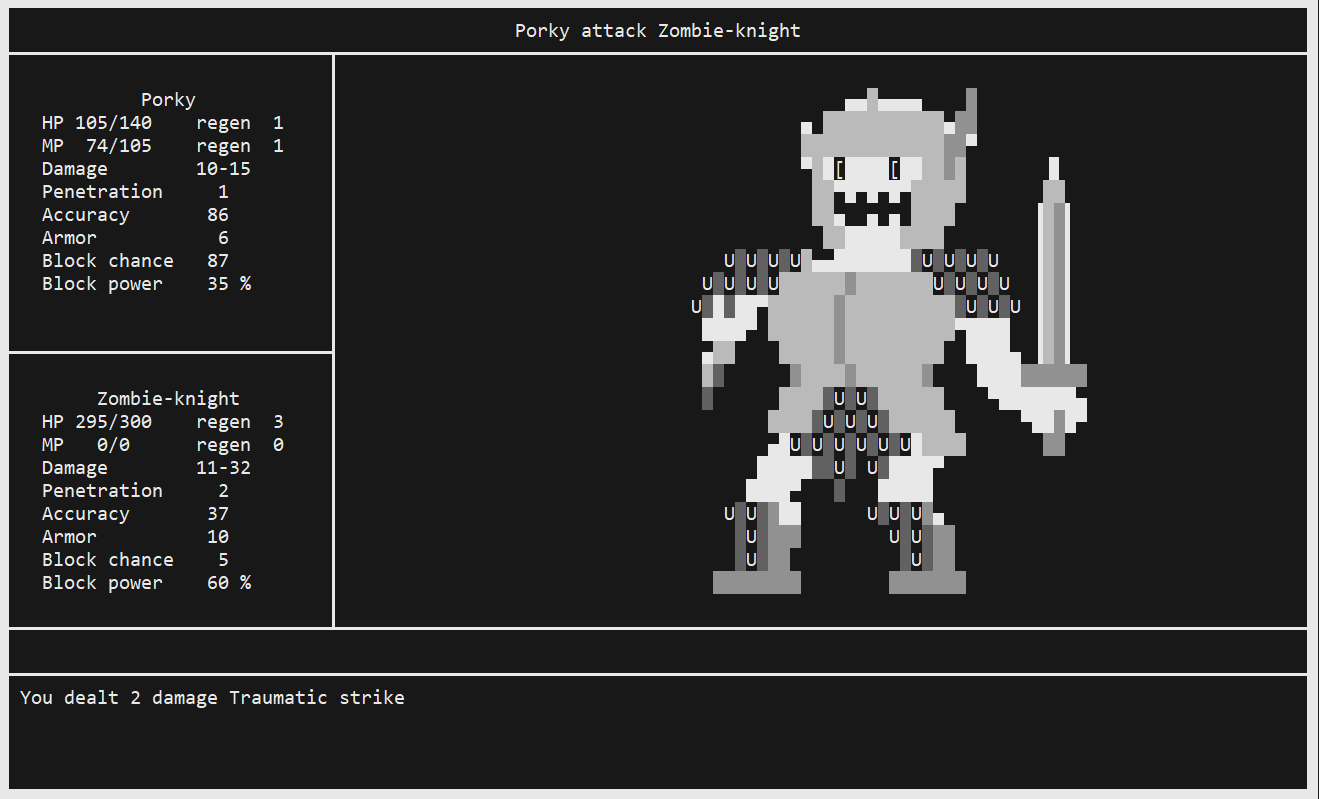 Porky attack Zombie-knight
Porky
HP 105/140 regen 1
MP 74/105 regen 1
Damage 10-15
Penetration 1
Accuracy 86
Armor 6
Block chance 87
Block power 35 %
Zombie-knight
HP 295/300 regen 3
MP 0/0 regen 0
Damage 11-32
Penetration 2
Accuracy 37
Armor 10
Block chance 5
Block power 60 %
[ [
U U U U U U U U
U U U U U U U U
U U U U
U U
U U U
U U U U U U
U U
U U U U U
U U U
U U
You dealt 2 damage Traumatic strike